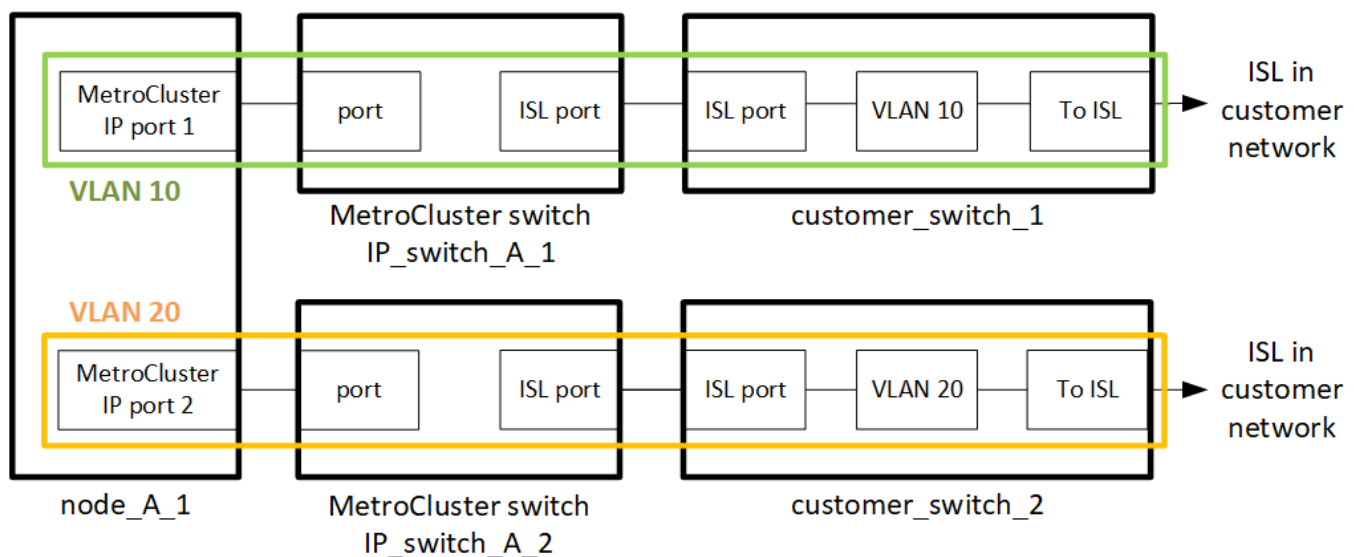 MetroCluster
IP port 1
port
ISL port
ISL port
VLAN 10
To ISL
ISL in
customer
network
VLAN 10
MetroCluster switch
IP_switch_A_1
customer_switch_1
VLAN 20
MetroCluster
IP port 2
port
ISL port
ISL port
VLAN 20
To ISL
ISL in
customer
network
node_A_1
MetroCluster switch
IP_switch_A_2
customer_switch_2